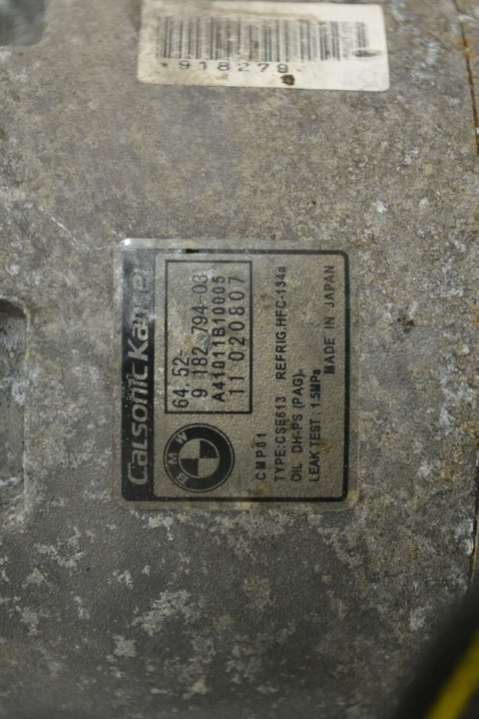 *918279*
Calsonic Kansei
64.52-
9 182 794-03
A41011B10005
11 020807
BMW
CMP01
TYPE:CSE613 REFRIG.HFC-134a
OIL DH-PS (PAG),
LEAK TEST: 1.5MPa
MADE IN JAPAN